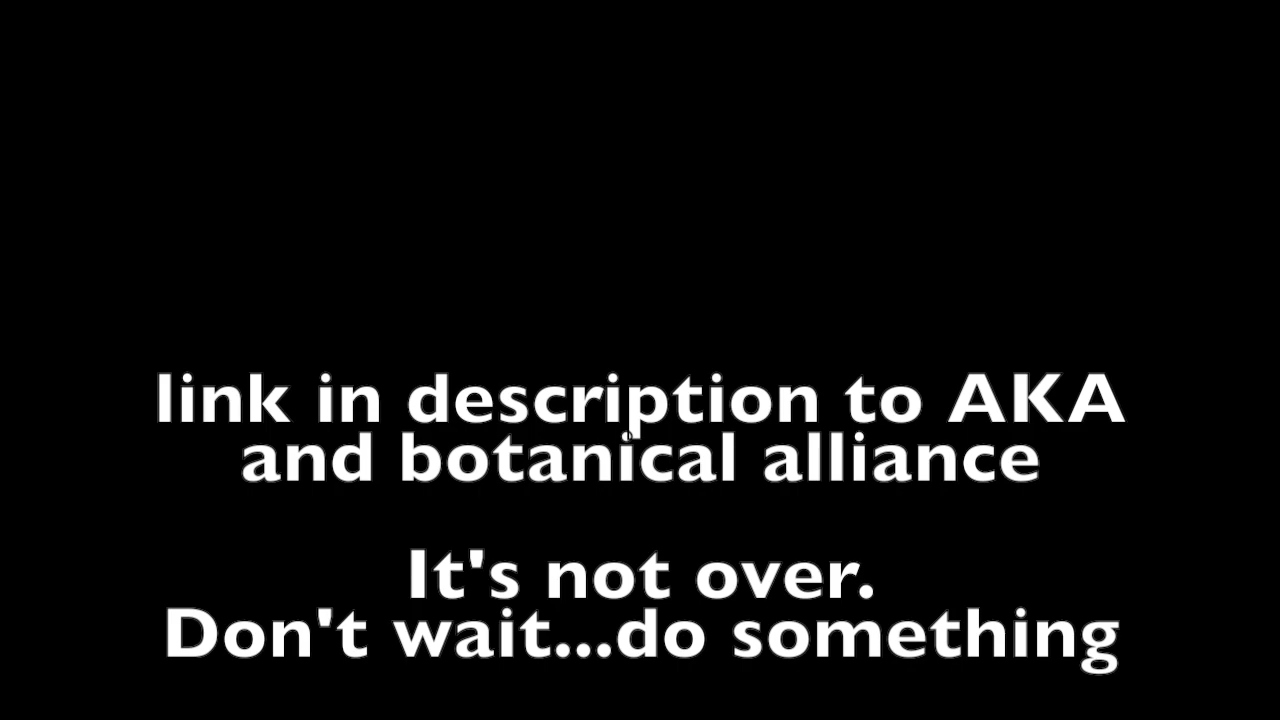 link in description to AKA
and botanical alliance
It's not over.
Don't wait...do something